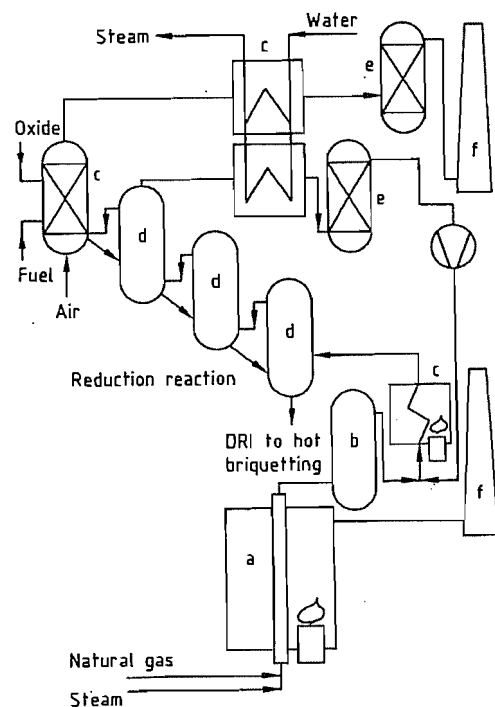 Water
Steam
c
e
f
Oxide
c
e
d
d
d
Fuel
Air
Reduction reaction
c
DRI to hot
briquetting
b
f
a
Natural gas
Steam